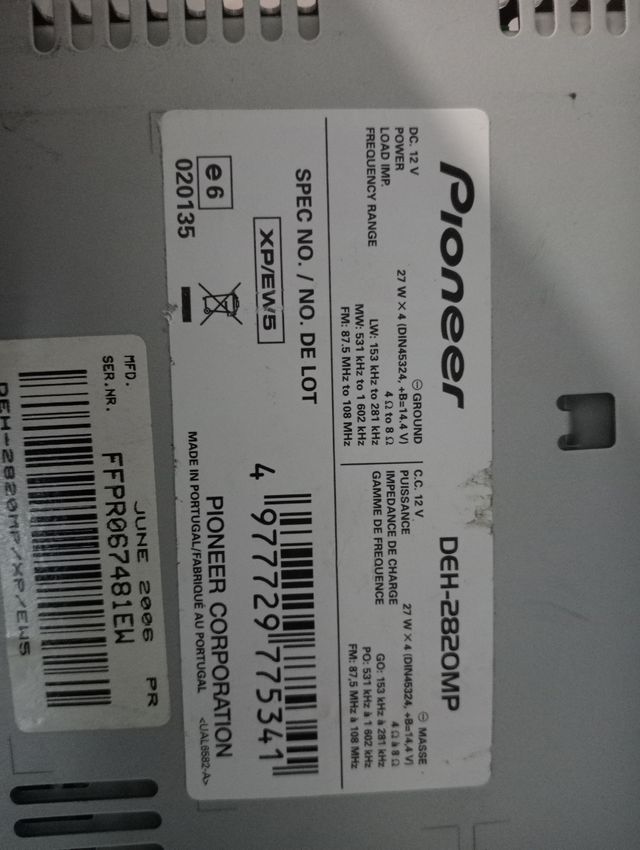 Pioneer DEH-2820MP
DC. 12 V ⊖ GROUND
POWER 27 W × 4 (DIN45324, +B=14.4 V)
LOAD IMP. 4 Ω to 8 Ω
FREQUENCY RANGE LW: 153 kHz to 281 kHz
MW: 531 kHz to 1 602 kHz
FM: 87.5 MHz to 108 MHz
C.C. 12 V ⊖ MASSE
PUISSANCE 27 W × 4 (DIN45324, +B=14,4 V)
IMPEDANCE DE CHARGE 4 Ω à 8 Ω
GAMME DE FREQUENCE GO: 153 kHz à 281 kHz
PO: 531 kHz à 1 602 kHz
FM: 87,5 MHz à 108 MHz
SPEC NO. / NO. DE LOT
XP/EW5
4 977729 775341
e6
020135
PIONEER CORPORATION
MADE IN PORTUGAL/FABRIQUÉ AU PORTUGAL <UAL6582-A>
MFD. JUNE 2006 PR
SER.NR. FFPR067481EW
DEH-2820MP/XP/EW5